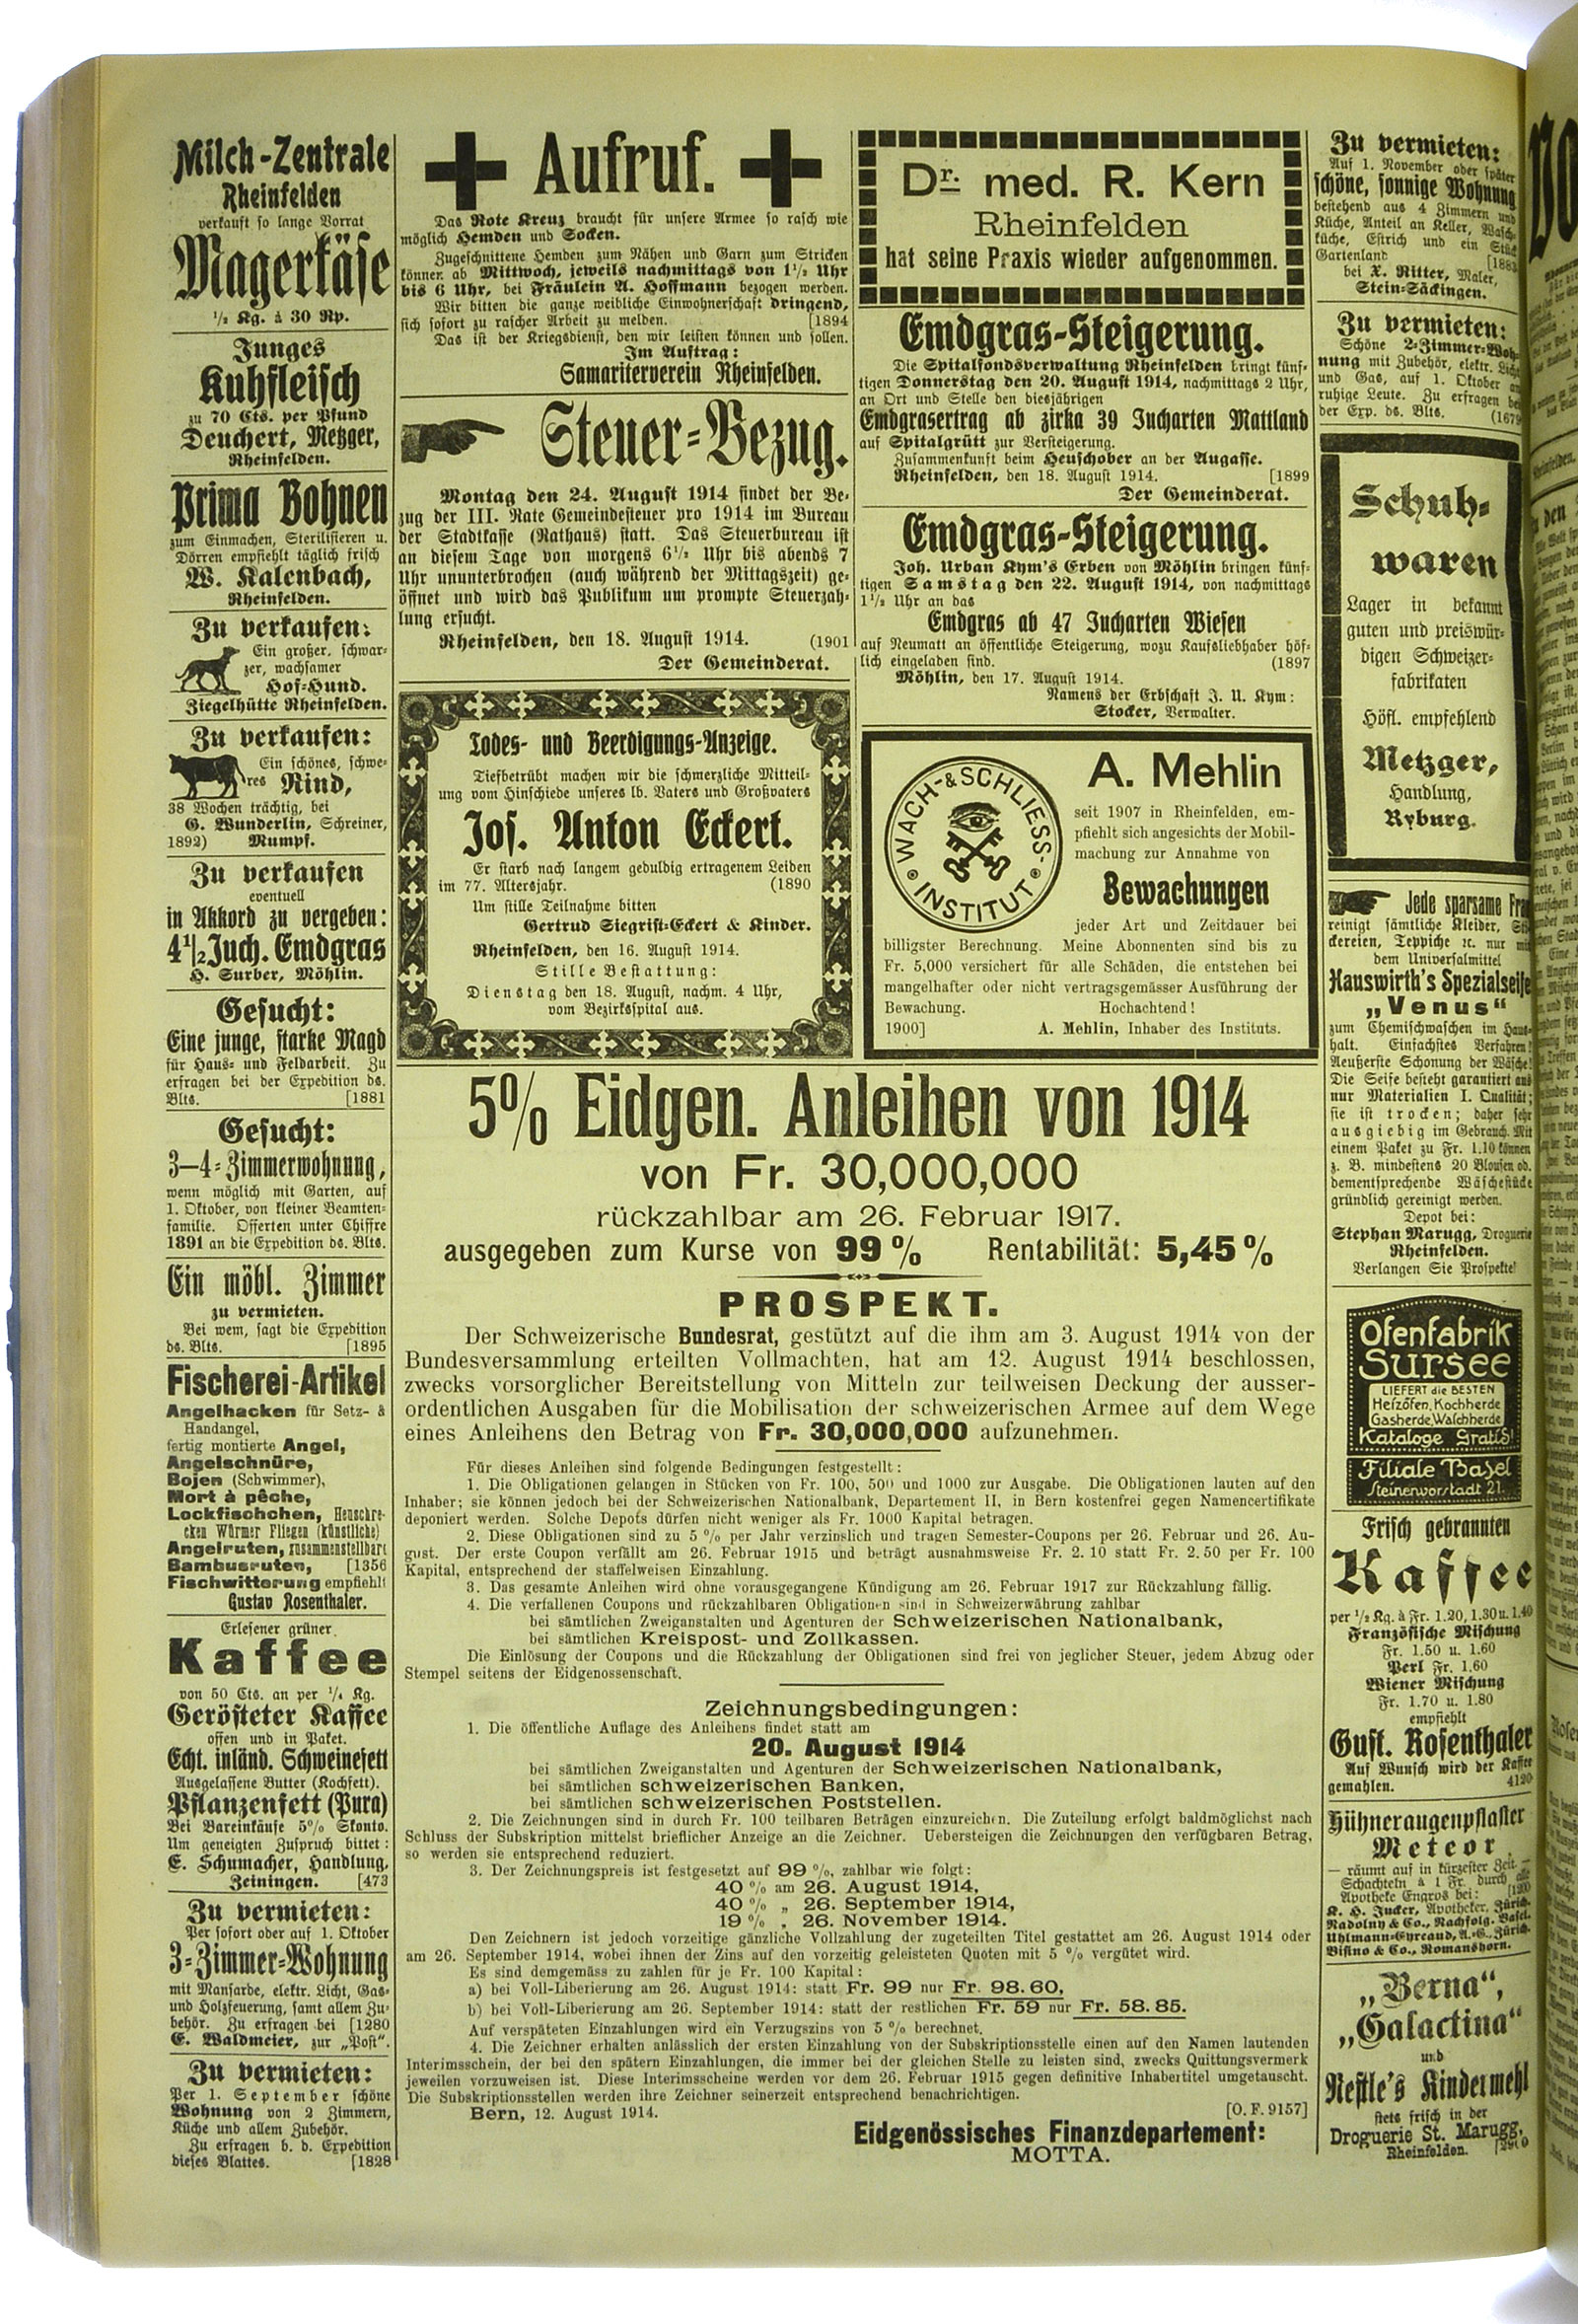 Milch-Zentrale
Rheinfelden
verkauft so lange Vorrat
Magerkäse
1/2 Kg. à 30 Rp.
Junges
Kuhfleisch
zu 70 Cts. per Pfund
Deuchert, Metzger,
Rheinfelden.
Prima Bohnen
zum Einmachen, Sterilisieren u.
Dörren empfiehlt täglich frisch
W. Kalenbach,
Rheinfelden.
Zu verkaufen:
Ein großer, schwar-
zer, wachsamer
Hof-Hund.
Ziegelhütte Rheinfelden.
Zu verkaufen:
Ein schönes, schwe-
res Rind,
38 Wochen trächtig, bei
G. Wunderlin, Schreiner,
1892) Mumpf.
Zu verkaufen
eventuell
in Akkord zu vergeben:
4 1/2 Juch. Emdgras
H. Surber, Möhlin.
Gesucht:
Eine junge, starke Magd
für Haus- und Feldarbeit. Zu
erfragen bei der Expedition ds.
Blts. [1881
Gesucht:
3–4-Zimmerwohnung,
wenn möglich mit Garten, auf
1. Oktober, von kleiner Beamten-
familie. Offerten unter Chiffre
1891 an die Expedition ds. Blts.
Ein möbl. Zimmer
zu vermieten.
Bei wem, sagt die Expedition
ds. Blts. [1895
Fischerei-Artikel
Angelhacken für Setz- &
Handangel,
fertig montierte Angel,
Angelschnüre,
Bojen (Schwimmer),
Mort à pêche,
Lockfischchen, Heuschre-
cken Würmer Fliegen (künstliche)
Angelruten, zusammenstellbart
Bambusruten, [1356
Fischwitterung empfiehlt
Gustav Rosenthaler.
Erlesener grüner
Kaffee
von 50 Cts. an per 1/4 Kg.
Gerösteter Kaffee
offen und in Paket.
Echt. inländ. Schweinefett
Ausgelassene Butter (Kochfett).
Pflanzenfett (Pura)
Bei Bareinkäufe 5% Skonto.
Um geneigten Zuspruch bittet:
E. Schumacher, Handlung,
Zeiningen. [473
Zu vermieten:
Per sofort oder auf 1. Oktober
3-Zimmer-Wohnung
mit Mansarde, elektr. Licht, Gas-
und Holzfeuerung, samt allem Zu-
behör. Zu erfragen bei [1280
E. Waldmeier, zur „Post“.
Zu vermieten:
Per 1. September schöne
Wohnung von 2 Zimmern,
Küche und allem Zubehör.
Zu erfragen b. d. Expedition
dieses Blattes. [1828
Aufruf.
Das Rote Kreuz braucht für unsere Armee so rasch wie
möglich Hemden und Socken.
Zugeschnittene Hemden zum Nähen und Garn zum Stricken
können ab Mittwoch, jeweils nachmittags von 1 1/2 Uhr
bis 6 Uhr, bei Fräulein A. Hoffmann bezogen werden.
Wir bitten die ganze weibliche Einwohnerschaft dringend,
sich sofort zu rascher Arbeit zu melden. [1894
Das ist der Kriegsdienst, den wir leisten können und sollen.
Im Auftrag:
Samariterverein Rheinfelden.
Steuer-Bezug.
Montag den 24. August 1914 findet der Be-
zug der III. Rate Gemeindesteuer pro 1914 im Bureau
der Stadtkasse (Rathaus) statt. Das Steuerbureau ist
an diesem Tage von morgens 6 1/2 Uhr bis abends 7
Uhr ununterbrochen (auch während der Mittagszeit) ge-
öffnet und wird das Publikum um prompte Steuerzah-
lung ersucht.
Rheinfelden, den 18. August 1914. (1901
Der Gemeinderat.
Todes- und Beerdigungs-Anzeige.
Tiefbetrübt machen wir die schmerzliche Mitteil-
ung vom Hinschiede unseres lb. Vaters und Großvaters
Jos. Anton Eckert.
Er starb nach langem geduldig ertragenem Leiden
im 77. Altersjahr. (1890
Um stille Teilnahme bitten
Gertrud Siegrist-Eckert & Kinder.
Rheinfelden, den 16. August 1914.
Stille Bestattung:
Dienstag den 18. August, nachm. 4 Uhr,
vom Bezirksspital aus.
Dr. med. R. Kern
Rheinfelden
hat seine Praxis wieder aufgenommen.
Emdgras-Steigerung.
Die Spitalfondsverwaltung Rheinfelden bringt künf-
tigen Donnerstag den 20. August 1914, nachmittags 2 Uhr,
an Ort und Stelle den diesjährigen
Emdgrasertrag ab zirka 39 Jucharten Mattland
auf Spitalgrütt zur Versteigerung.
Zusammenkunft beim Heuschober an der Augasse.
Rheinfelden, den 18. August 1914. [1899
Der Gemeinderat.
Emdgras-Steigerung.
Joh. Urban Kym's Erben von Möhlin bringen künf-
tigen Samstag den 22. August 1914, von nachmittags
1 1/2 Uhr an das
Emdgras ab 47 Jucharten Wiesen
auf Neumatt an öffentliche Steigerung, wozu Kaufsliebhaber höf-
lich eingeladen sind. (1897
Möhlin, den 17. August 1914.
Namens der Erbschaft J. U. Kym:
Stocker, Verwalter.
WACH- & SCHLIESS-
INSTITUT
A. Mehlin
seit 1907 in Rheinfelden, em-
pfiehlt sich angesichts der Mobil-
machung zur Annahme von
Bewachungen
jeder Art und Zeitdauer bei
billigster Berechnung. Meine Abonnenten sind bis zu
Fr. 5,000 versichert für alle Schäden, die entstehen bei
mangelhafter oder nicht vertragsgemässer Ausführung der
Bewachung. Hochachtend!
1900] A. Mehlin, Inhaber des Instituts.
5% Eidgen. Anleihen von 1914
von Fr. 30,000,000
rückzahlbar am 26. Februar 1917.
ausgegeben zum Kurse von 99% Rentabilität: 5,45%
PROSPEKT.
Der Schweizerische Bundesrat, gestützt auf die ihm am 3. August 1914 von der
Bundesversammlung erteilten Vollmachten, hat am 12. August 1914 beschlossen,
zwecks vorsorglicher Bereitstellung von Mitteln zur teilweisen Deckung der ausser-
ordentlichen Ausgaben für die Mobilisation der schweizerischen Armee auf dem Wege
eines Anleihens den Betrag von Fr. 30,000,000 aufzunehmen.
Für dieses Anleihen sind folgende Bedingungen festgestellt:
1. Die Obligationen gelangen in Stücken von Fr. 100, 500 und 1000 zur Ausgabe. Die Obligationen lauten auf den
Inhaber; sie können jedoch bei der Schweizerischen Nationalbank, Departement II, in Bern kostenfrei gegen Namencertifikate
deponiert werden. Solche Depots dürfen nicht weniger als Fr. 1000 Kapital betragen.
2. Diese Obligationen sind zu 5% per Jahr verzinslich und tragen Semester-Coupons per 26. Februar und 26. Au-
gust. Der erste Coupon verfällt am 26. Februar 1915 und beträgt ausnahmsweise Fr. 2.10 statt Fr. 2.50 per Fr. 100
Kapital, entsprechend der staffelweisen Einzahlung.
3. Das gesamte Anleihen wird ohne vorausgegangene Kündigung am 26. Februar 1917 zur Rückzahlung fällig.
4. Die verfallenen Coupons und rückzahlbaren Obligationen sind in Schweizerwährung zahlbar
bei sämtlichen Zweiganstalten und Agenturen der Schweizerischen Nationalbank,
bei sämtlichen Kreispost- und Zollkassen.
Die Einlösung der Coupons und die Rückzahlung der Obligationen sind frei von jeglicher Steuer, jedem Abzug oder
Stempel seitens der Eidgenossenschaft.
Zeichnungsbedingungen:
1. Die öffentliche Auflage des Anleihens findet statt am
20. August 1914
bei sämtlichen Zweiganstalten und Agenturen der Schweizerischen Nationalbank,
bei sämtlichen schweizerischen Banken,
bei sämtlichen schweizerischen Poststellen.
2. Die Zeichnungen sind in durch Fr. 100 teilbaren Beträgen einzureichen. Die Zuteilung erfolgt baldmöglichst nach
Schluss der Subskription mittelst brieflicher Anzeige an die Zeichner. Uebersteigen die Zeichnungen den verfügbaren Betrag,
so werden sie entsprechend reduziert.
3. Der Zeichnungspreis ist festgesetzt auf 99%, zahlbar wie folgt:
40% am 26. August 1914,
40% „ 26. September 1914,
19% „ 26. November 1914.
Den Zeichnern ist jedoch vorzeitige gänzliche Vollzahlung der zugeteilten Titel gestattet am 26. August 1914 oder
am 26. September 1914, wobei ihnen der Zins auf den vorzeitig geleisteten Quoten mit 5% vergütet wird.
Es sind demgemäss zu zahlen für je Fr. 100 Kapital:
a) bei Voll-Liberierung am 26. August 1914: statt Fr. 99 nur Fr. 98.60,
b) bei Voll-Liberierung am 26. September 1914: statt der restlichen Fr. 59 nur Fr. 58.85.
Auf verspäteten Einzahlungen wird ein Verzugszins von 5% berechnet.
4. Die Zeichner erhalten anlässlich der ersten Einzahlung von der Subskriptionsstelle einen auf den Namen lautenden
Interimsschein, der bei den spätern Einzahlungen, die immer bei der gleichen Stelle zu leisten sind, zwecks Quittungsvermerk
jeweilen vorzuweisen ist. Diese Interimsscheine werden vor dem 26. Februar 1915 gegen definitive Inhabertitel umgetauscht.
Die Subskriptionsstellen werden ihre Zeichner seinerzeit entsprechend benachrichtigen.
Bern, 12. August 1914. [O. F. 9157]
Eidgenössisches Finanzdepartement:
MOTTA.
Zu vermieten:
Auf 1. November oder später
schöne, sonnige Wohnung
bestehend aus 4 Zimmern und
Küche, Anteil an Keller, Wasch-
küche, Estrich und ein Stück
Gartenland [1883
bei X. Ritter, Maler,
Stein-Säckingen.
Zu vermieten:
Schöne 2-Zimmer-Woh-
nung mit Zubehör, elektr. Licht
und Gas, auf 1. Oktober an
ruhige Leute. Zu erfragen bei
der Exp. ds. Blts. (1679
Schuh-
waren
Lager in bekannt
guten und preiswür-
digen Schweizer-
fabrikaten
Höfl. empfehlend
Metzger,
Handlung,
Ryburg.
Jede sparsame Frau
reinigt sämtliche Kleider, Sti-
ckereien, Teppiche ec. nur mit
dem Universalmittel
Hauswirth's Spezialseife
„Venus“
zum Chemischwaschen im Haus-
halt. Einfachstes Verfahren!
Aeußerste Schonung der Wäsche!
Die Seife besteht garantiert aus
nur Materialien I. Qualität;
sie ist trocken; daher sehr
ausgiebig im Gebrauch. Mit
einem Paket zu Fr. 1.10 können
z. B. mindestens 20 Blousen od.
dementsprechende Wäschestücke
gründlich gereinigt werden.
Depot bei:
Stephan Marugg, Droguerie
Rheinfelden.
Verlangen Sie Prospekte!
Ofenfabrik
Sursee
LIEFERT die BESTEN
Heizöfen, Kochherde
Gasherde, Waschherde
Kataloge Gratis!
Filiale Basel
Steinenvorstadt 21.
Frisch gebrannten
Kaffee
per 1/2 Kg. à Fr. 1.20, 1.30 u. 1.40
Französische Mischung
Fr. 1.50 u. 1.60
Perl Fr. 1.60
Wiener Mischung
Fr. 1.70 u. 1.80
empfiehlt
Gust. Rosenthaler
Auf Wunsch wird der Kaffee
gemahlen. 4120
Hühneraugenpflaster
Meteor
— räumt auf in kürzester Zeit. —
Schachteln à 1 Fr. durch alle
Apotheke Engros bei:
K. H. Jucker, Apotheker, Zürich.
Radolny & Co., Nachfolg. Basel.
Uhlmann-Eyreaud, A.-G., Zürich.
Bisino & Co., Romanshorn.
„Berna“,
„Galactina“
und
Nestle's Kindermehl
stets frisch in der
Droguerie St. Marugg,
Rheinfelden.